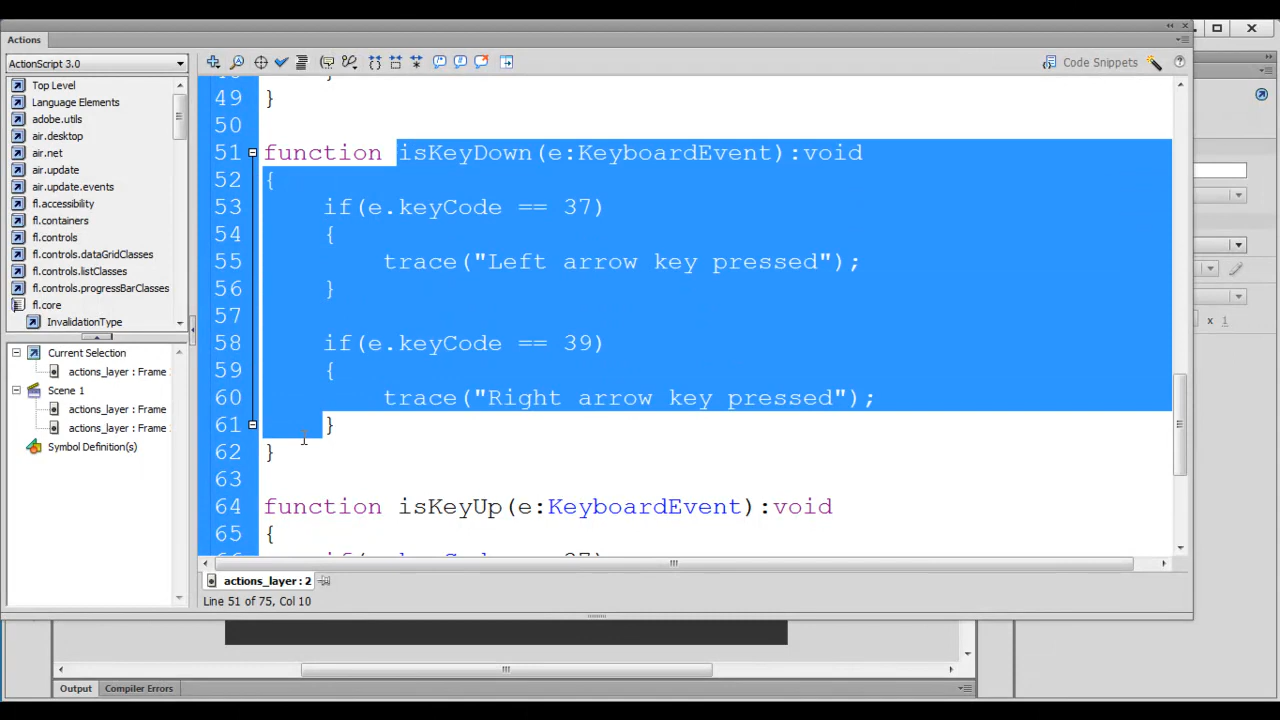 Actions
ActionScript 3.0
Code Snippets
Top Level
Language Elements
adobe.utils
air.desktop
air.net
air.update
air.update.events
fl.accessibility
fl.containers
fl.controls
fl.controls.dataGridClasses
fl.controls.listClasses
fl.controls.progressBarClasses
fl.core
InvalidationType
Current Selection
actions_layer : Frame
Scene 1
actions_layer : Frame
actions_layer : Frame
Symbol Definition(s)
49 }
50
51 function isKeyDown(e:KeyboardEvent):void
52 {
53 if(e.keyCode == 37)
54 {
55 trace("Left arrow key pressed");
56 }
57
58 if(e.keyCode == 39)
59 {
60 trace("Right arrow key pressed");
61 }
62 }
63
64 function isKeyUp(e:KeyboardEvent):void
65 {
actions_layer : 2
Line 51 of 75, Col 10
x 1
Output
Compiler Errors